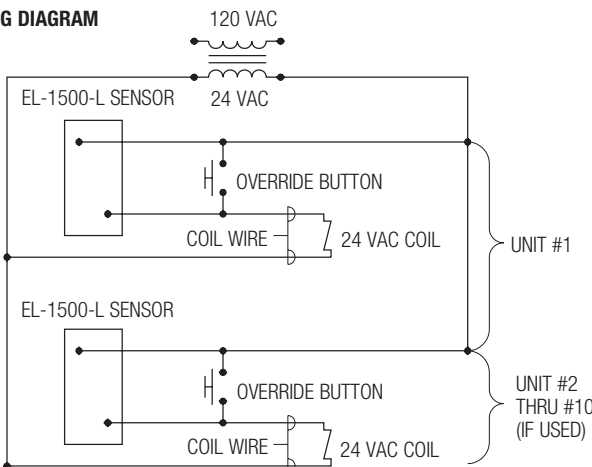 G DIAGRAM
120 VAC
24 VAC
EL-1500-L SENSOR
OVERRIDE BUTTON
COIL WIRE
24 VAC COIL
UNIT #1
EL-1500-L SENSOR
OVERRIDE BUTTON
COIL WIRE
24 VAC COIL
UNIT #2
THRU #10
(IF USED)